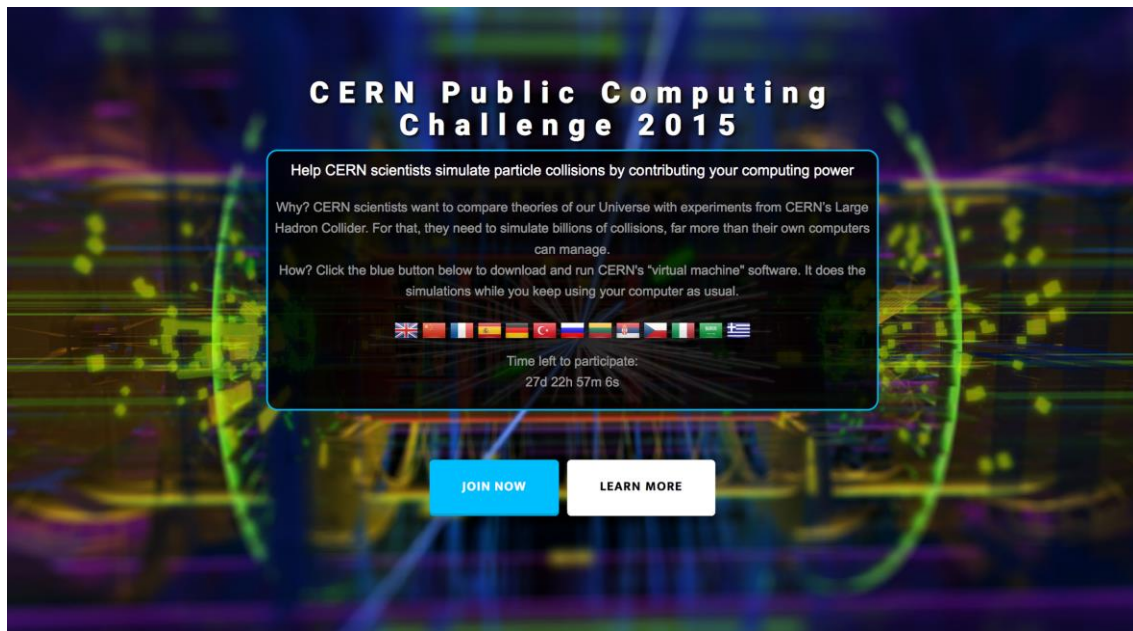 CERN Public Computing
Challenge 2015
Help CERN scientists simulate particle collisions by contributing your computing power
Why? CERN scientists want to compare theories of our Universe with experiments from CERN's Large
Hadron Collider. For that, they need to simulate billions of collisions, far more than their own computers
can manage.
How? Click the blue button below to download and run CERN's "virtual machine" software. It does the
simulations while you keep using your computer as usual.
Time left to participate:
27d 22h 57m 6s
JOIN NOW
LEARN MORE